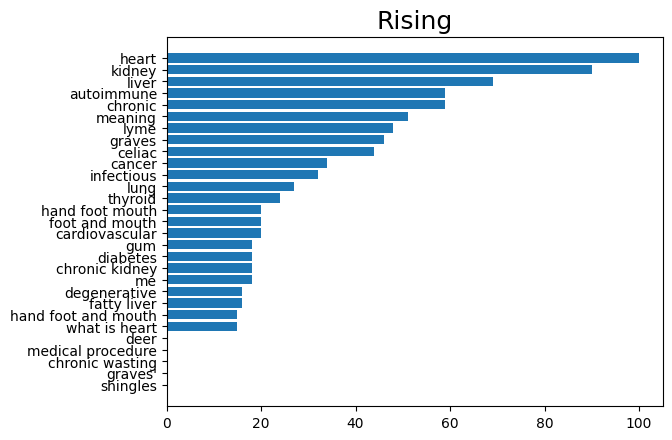 Rising
heart
kidney
liver
autoimmune
chronic
meaning
lyme
graves
celiac
cancer
infectious
lung
thyroid
hand foot mouth
foot and mouth
cardiovascular
gum
diabetes
chronic kidney
me
degenerative
fatty liver
hand foot and mouth
what is heart
deer
medical procedure
chronic wasting
graves'
shingles
0 20 40 60 80 100